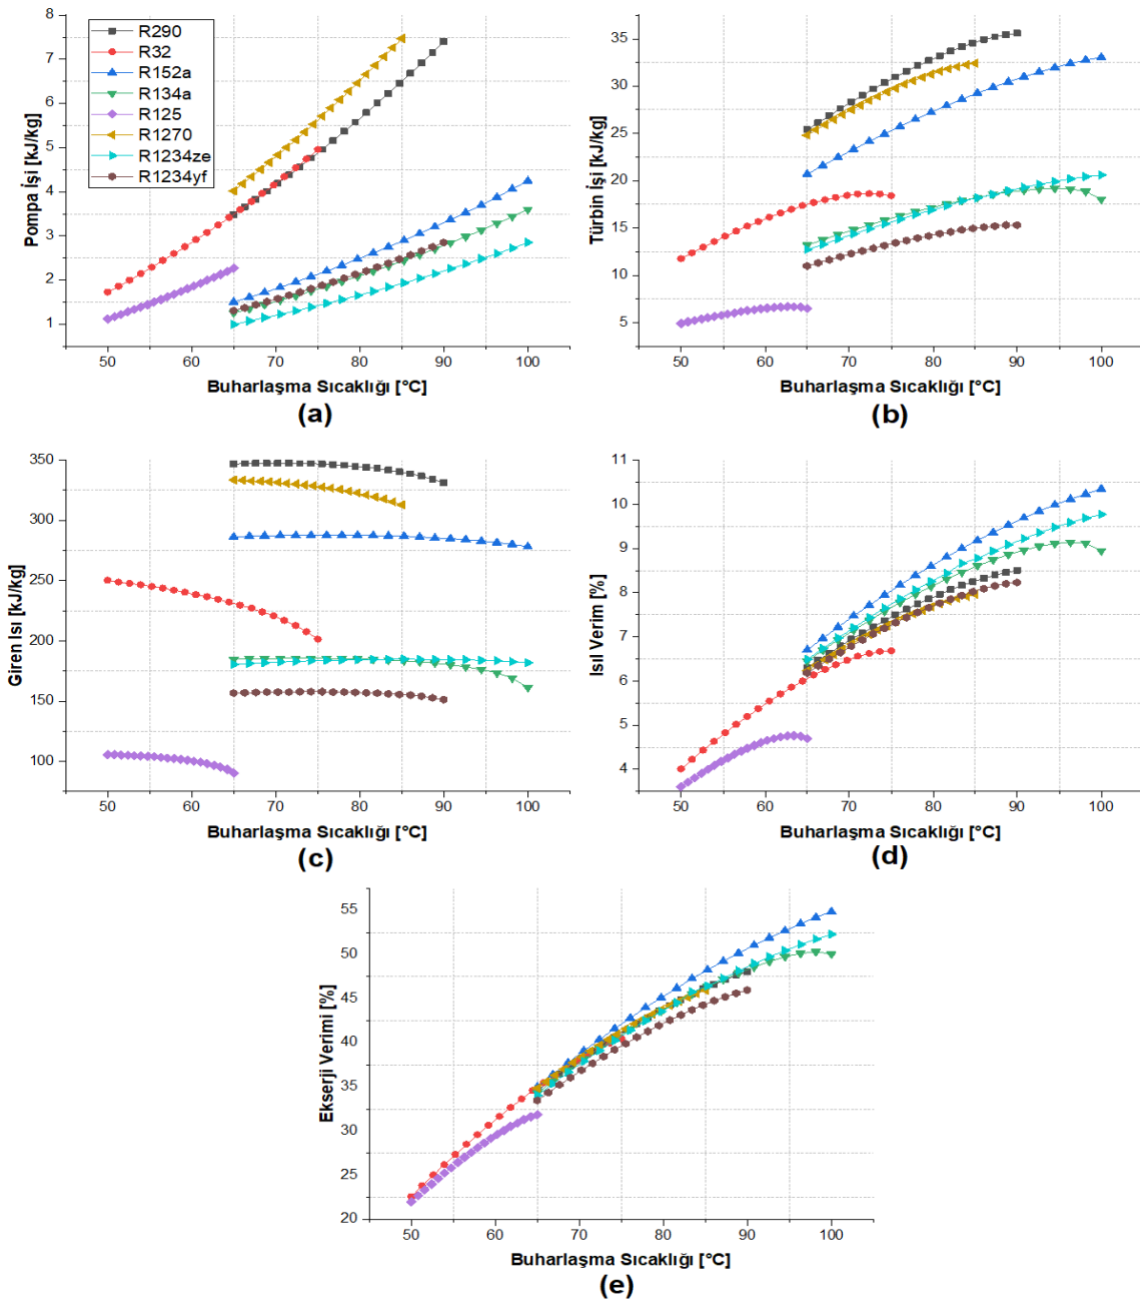 8
7
6
5
4
3
2
1
Pompa İşi [kJ/kg]
R290
R32
R152a
R134a
R125
R1270
R1234ze
R1234yf
50 60 70 80 90 100
Buharlaşma Sıcaklığı [°C]
(a)
35
30
25
20
15
10
5
Türbin İşi [kJ/kg]
50 60 70 80 90 100
Buharlaşma Sıcaklığı [°C]
(b)
350
300
250
200
150
100
Giren Isı [kJ/kg]
50 60 70 80 90 100
Buharlaşma Sıcaklığı [°C]
(c)
11
10
9
8
7
6
5
4
Isıl Verim [%]
50 60 70 80 90 100
Buharlaşma Sıcaklığı [°C]
(d)
55
50
45
40
35
30
25
20
Ekserji Verimi [%]
50 60 70 80 90 100
Buharlaşma Sıcaklığı [°C]
(e)